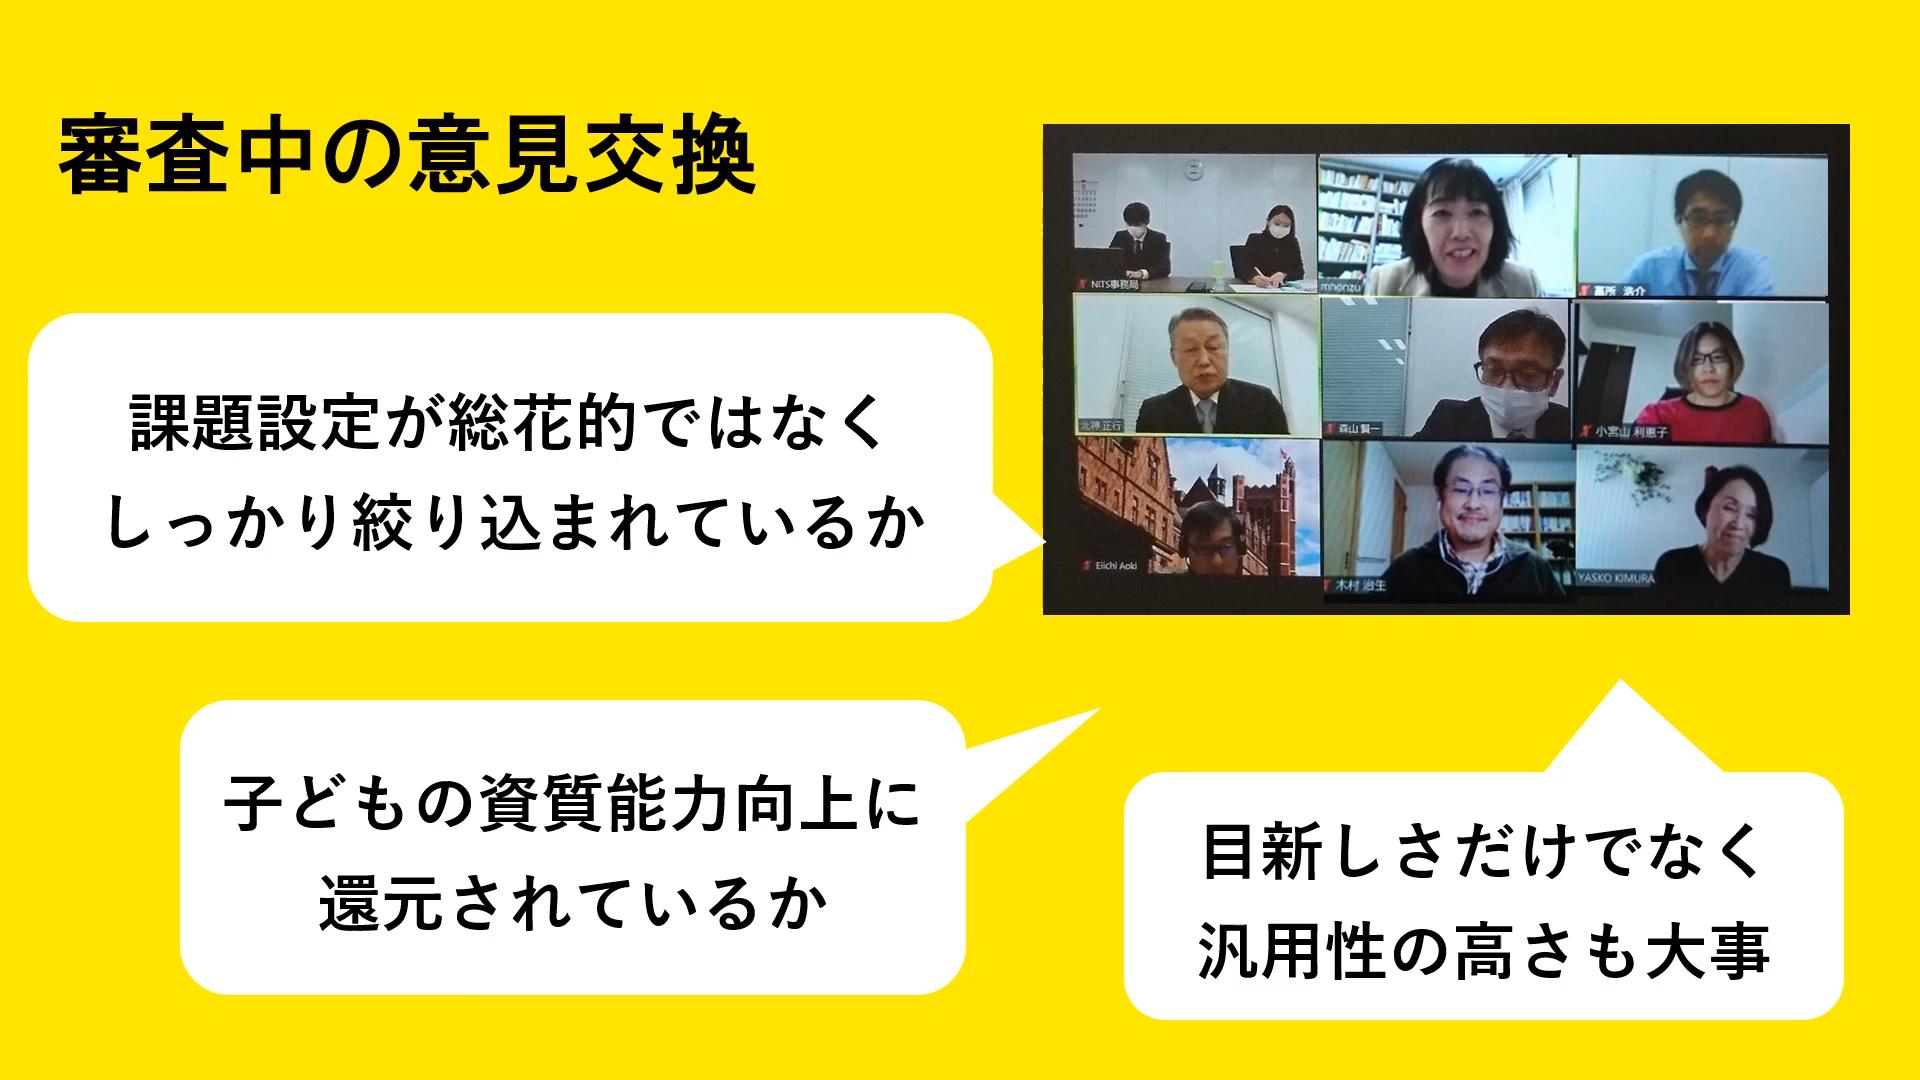 審査中の意見交換
課題設定が総花的ではなく
しっかり絞り込まれているか
子どもの資質能力向上に
還元されているか
目新しさだけでなく
汎用性の高さも大事
NITS事務局
mhonzu
高所 浩介
北神 正行
森山 賢一
小宮山 利恵子
Eiichi Aoki
木村 治生
YASKO KIMURA